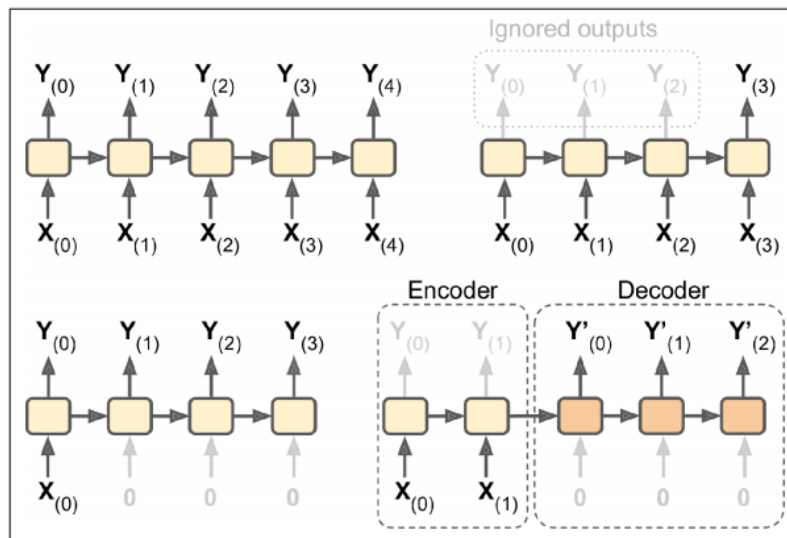 Ignored outputs
Y(0) Y(1) Y(2) Y(3) Y(4)
Y(0) Y(1) Y(2) Y(3)
X(0) X(1) X(2) X(3) X(4)
X(0) X(1) X(2) X(3)
Encoder
Decoder
Y(0) Y(1) Y(2) Y(3)
Y(0) Y(1)
Y'(0) Y'(1) Y'(2)
X(0) 0 0 0
X(0) X(1)
0 0 0